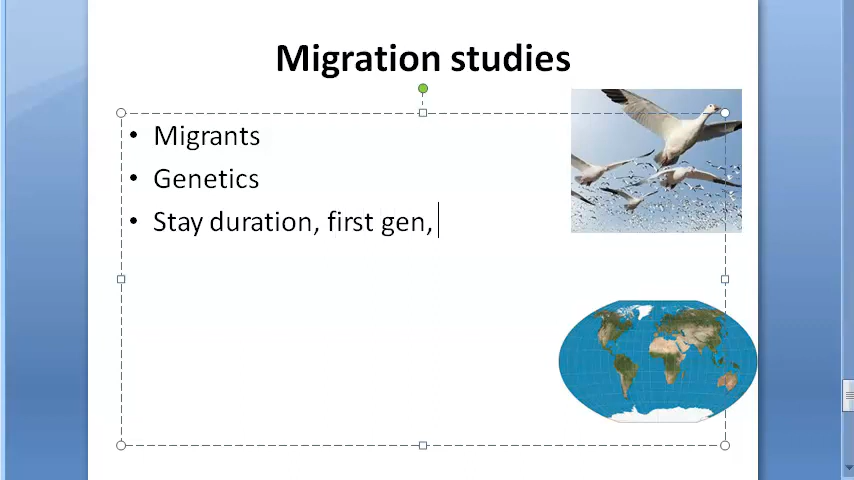 Migration studies
• Migrants
• Genetics
• Stay duration, first gen,